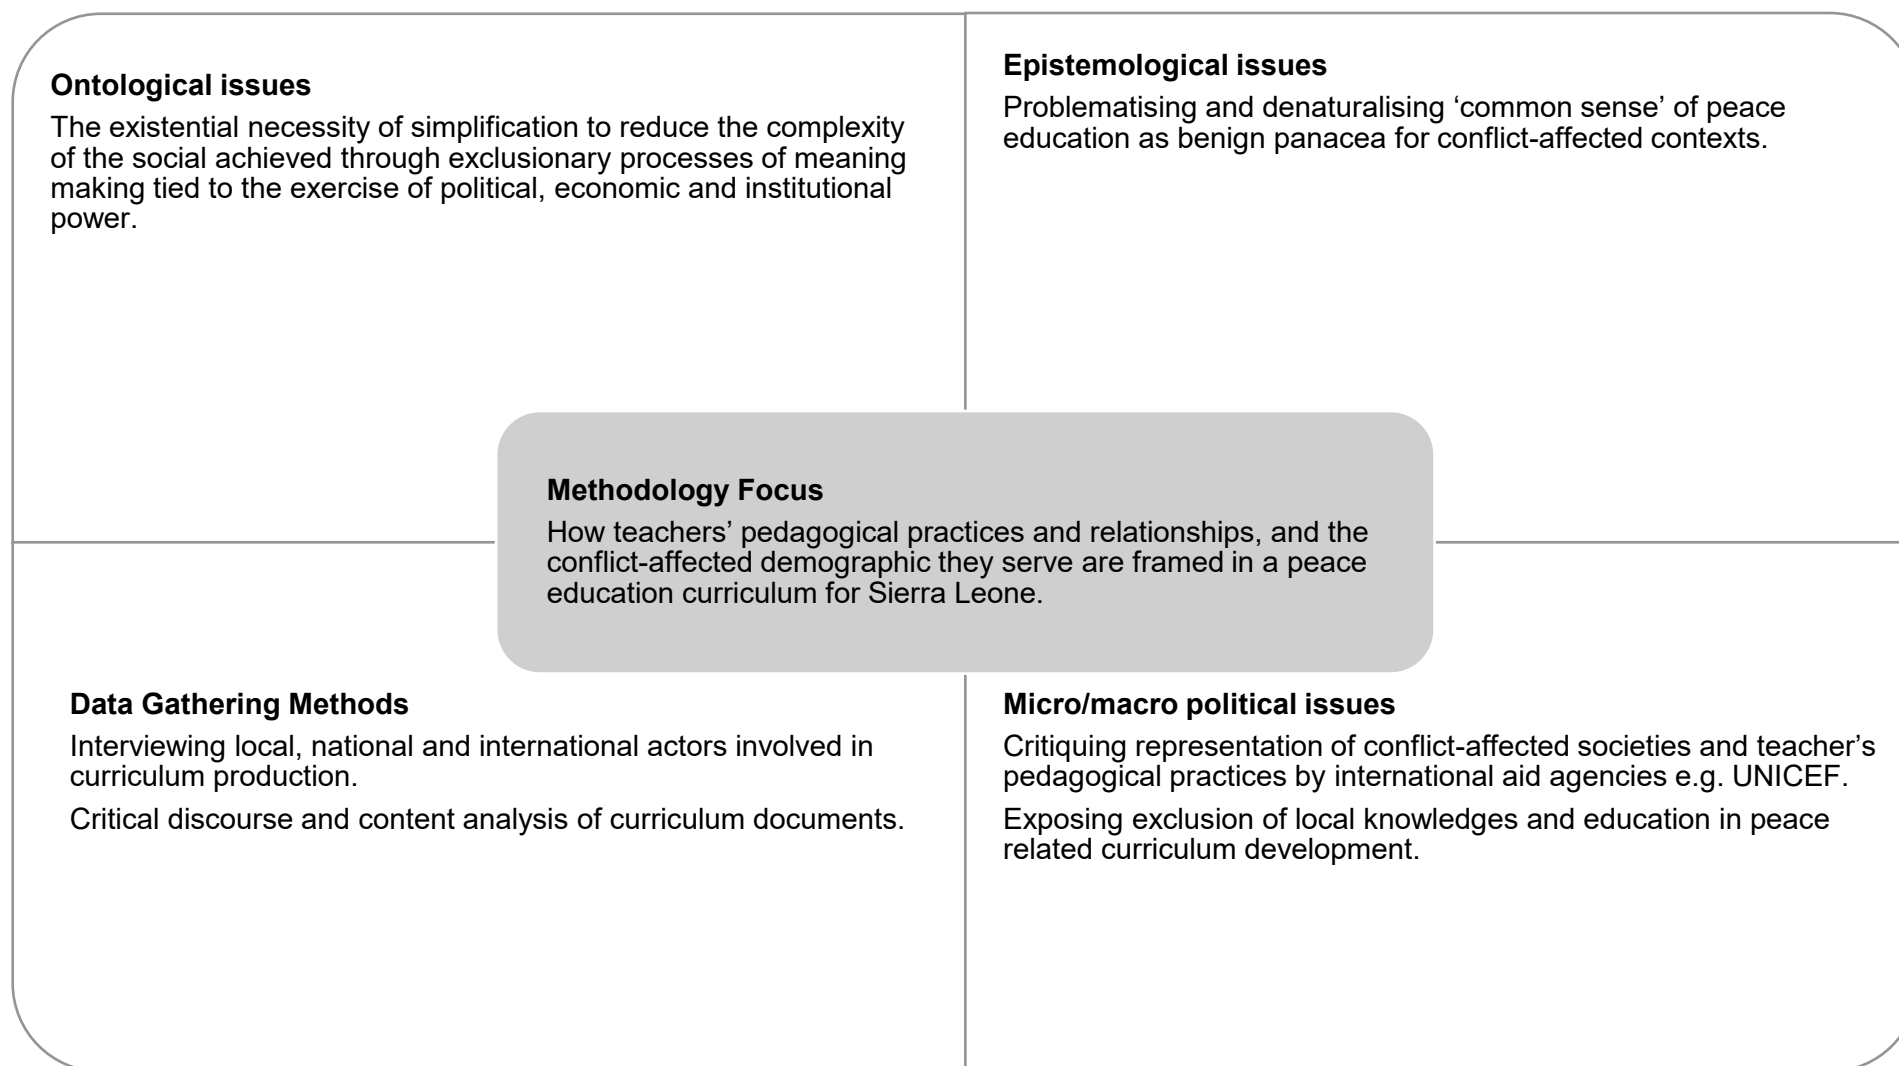 Ontological issues
The existential necessity of simplification to reduce the complexity
of the social achieved through exclusionary processes of meaning
making tied to the exercise of political, economic and institutional
power.
Epistemological issues
Problematising and denaturalising ‘common sense’ of peace
education as benign panacea for conflict-affected contexts.
Methodology Focus
How teachers’ pedagogical practices and relationships, and the
conflict-affected demographic they serve are framed in a peace
education curriculum for Sierra Leone.
Data Gathering Methods
Interviewing local, national and international actors involved in
curriculum production.
Critical discourse and content analysis of curriculum documents.
Micro/macro political issues
Critiquing representation of conflict-affected societies and teacher’s
pedagogical practices by international aid agencies e.g. UNICEF.
Exposing exclusion of local knowledges and education in peace
related curriculum development.